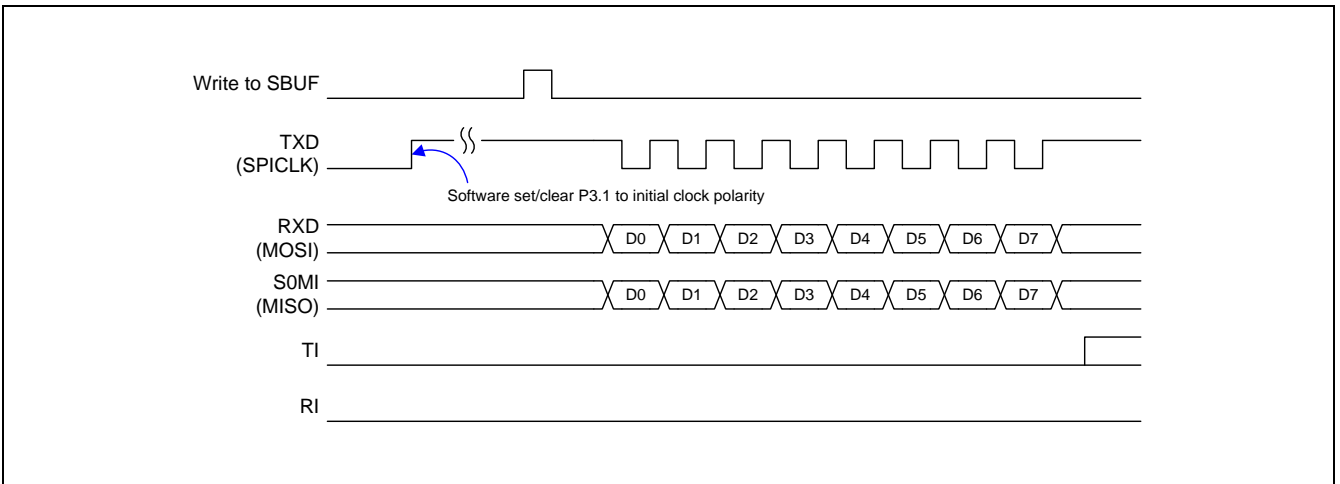 Write to SBUF
TXD
(SPICLK)
Software set/clear P3.1 to initial clock polarity
RXD
(MOSI)
D0 D1 D2 D3 D4 D5 D6 D7
S0MI
(MISO)
D0 D1 D2 D3 D4 D5 D6 D7
TI
RI